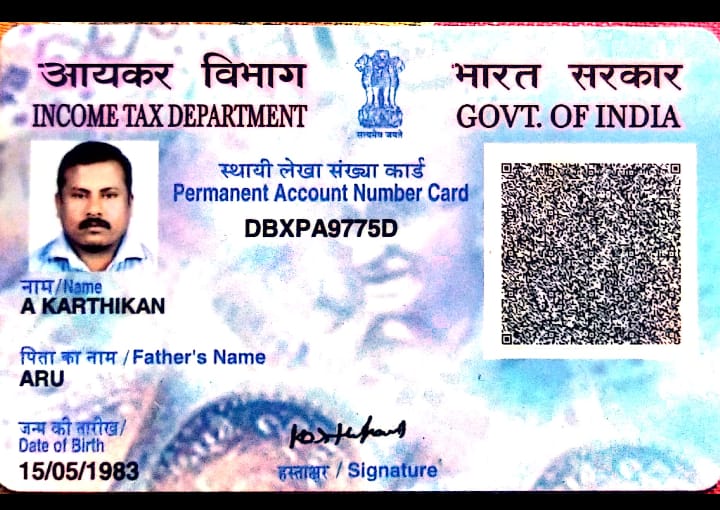 आयकर विभाग
INCOME TAX DEPARTMENT
सत्यमेव जयते
भारत सरकार
GOVT. OF INDIA
स्थायी लेखा संख्या कार्ड
Permanent Account Number Card
DBXPA9775D
नाम/Name
A KARTHIKAN
पिता का नाम / Father's Name
ARU
जन्म की तारीख/
Date of Birth
15/05/1983
हस्ताक्षर / Signature